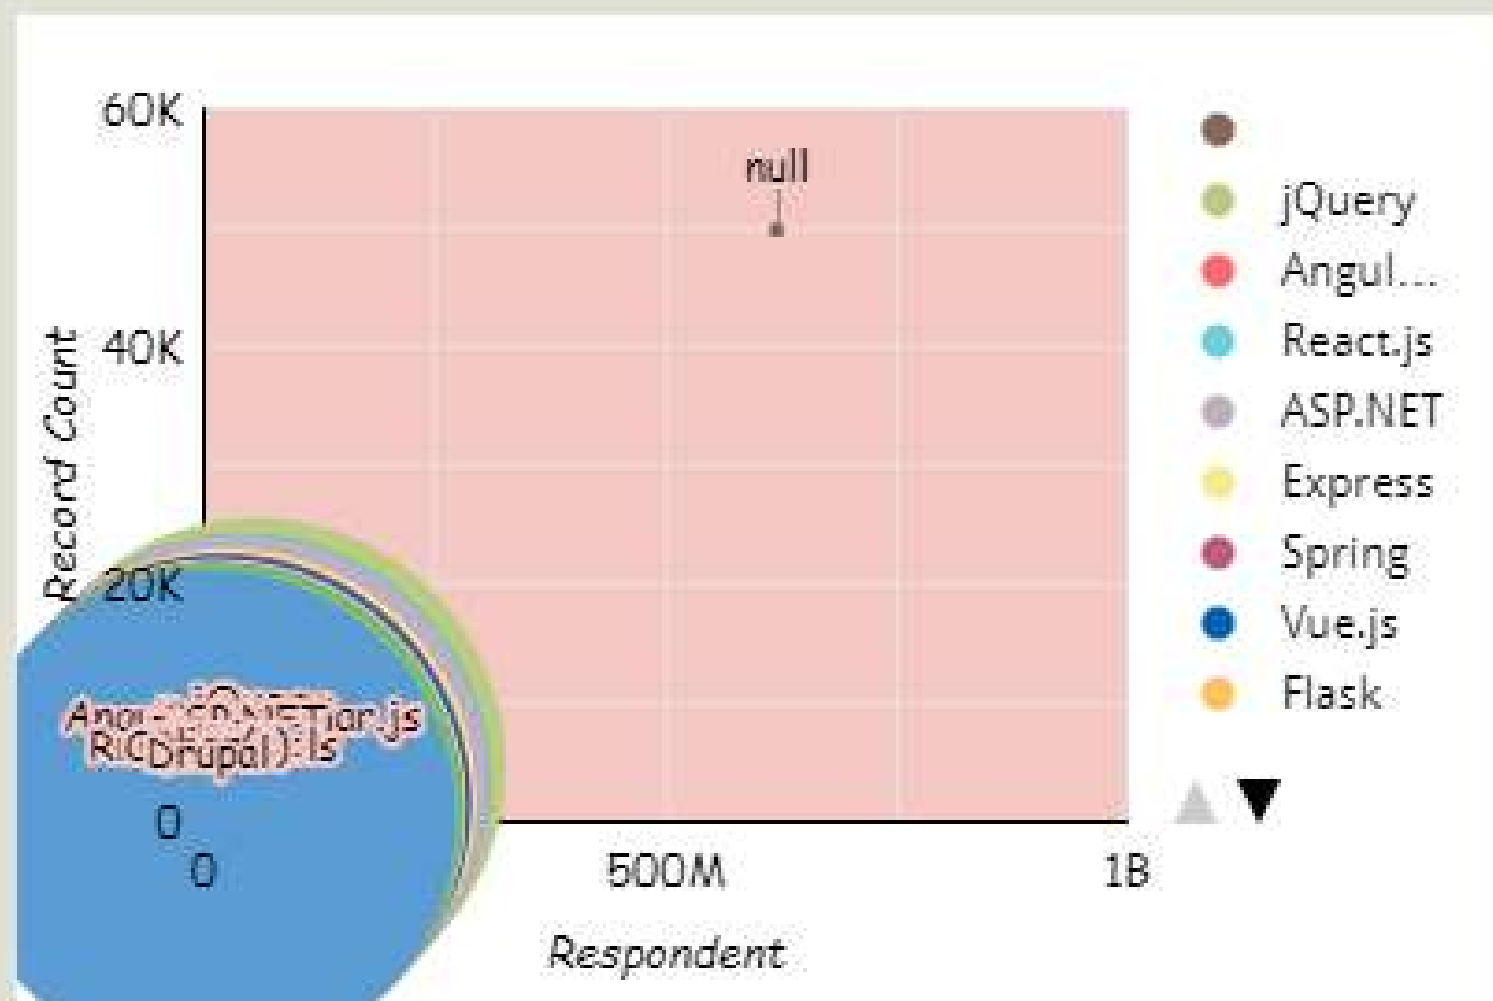 60K
null
40K
20K
0
0
500M
1B
Record Count
Respondent
Drupal
jQuery
Angul...
React.js
ASP.NET
Express
Spring
Vue.js
Flask